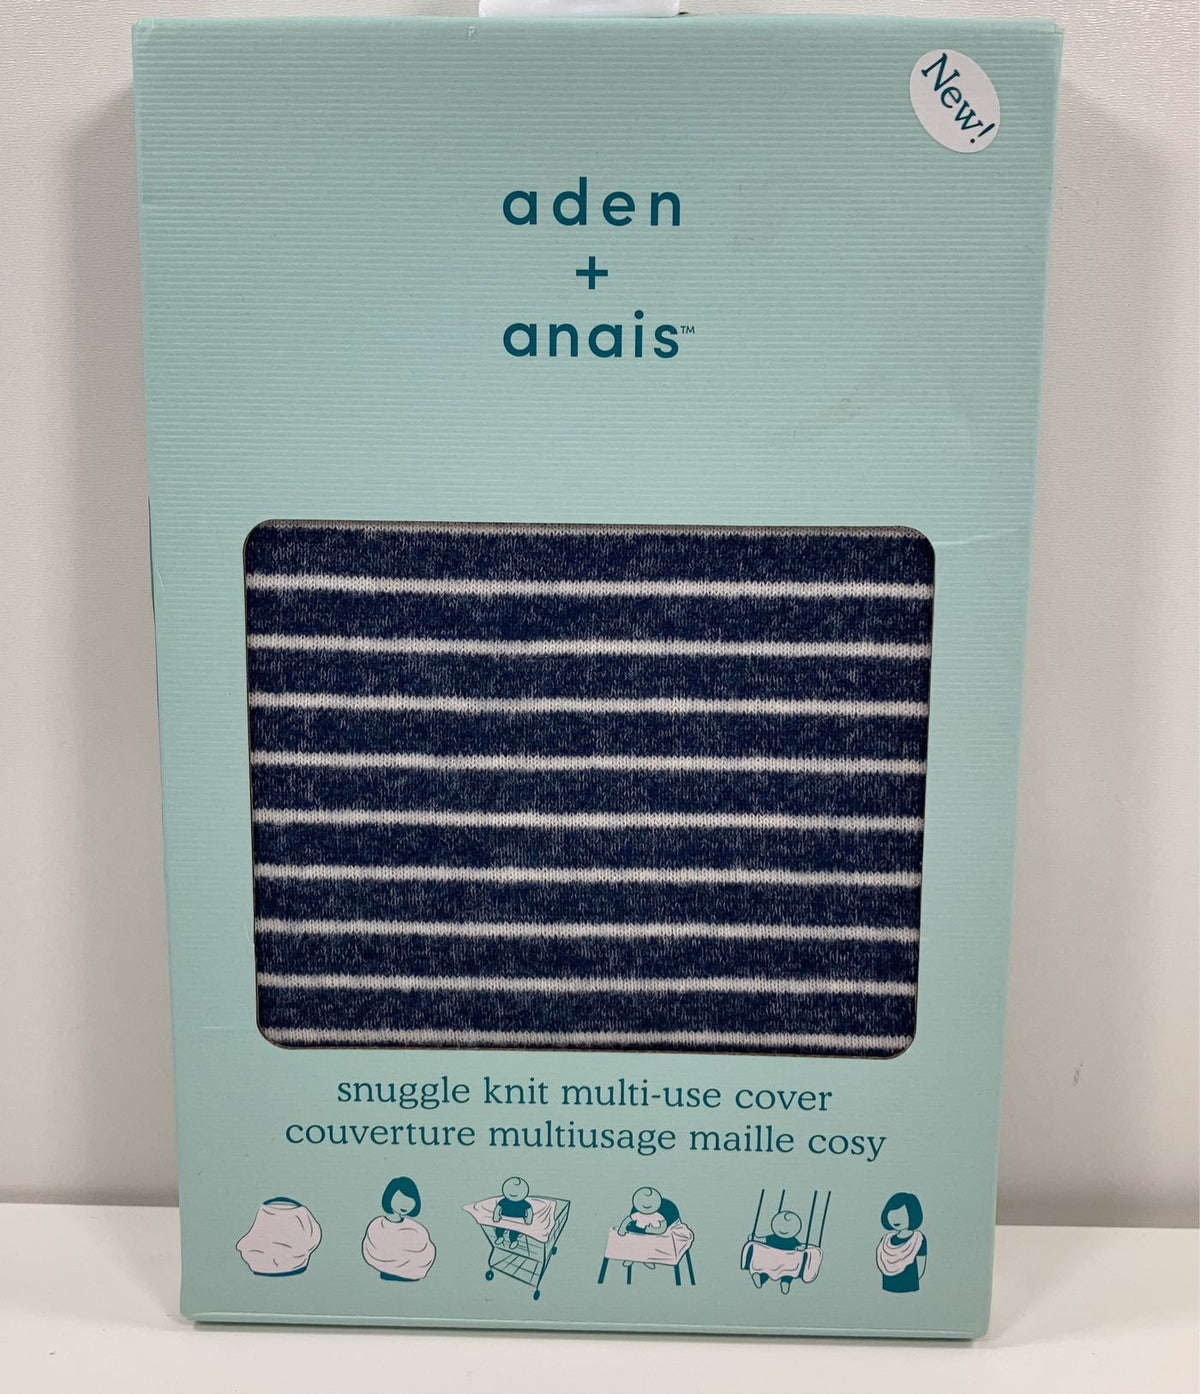 New!
aden
+
anais™
snuggle knit multi-use cover
couverture multiusage maille cosy